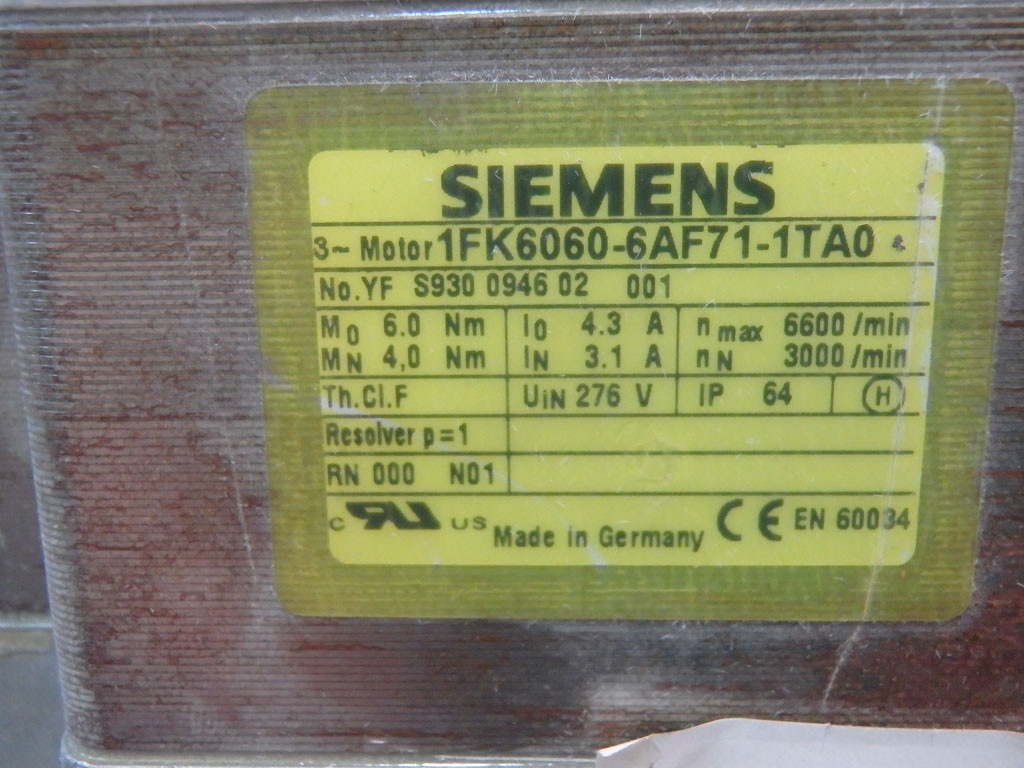 SIEMENS
3~ Motor 1FK6060-6AF71-1TA0
No.YF S930 0946 02 001
M0 6.0 Nm I0 4.3 A nmax 6600 /min
MN 4,0 Nm IN 3.1 A nN 3000 /min
Th.Cl.F UIN 276 V IP 64 H
Resolver p=1
RN 000 N01
C RU US Made in Germany CE EN 60034